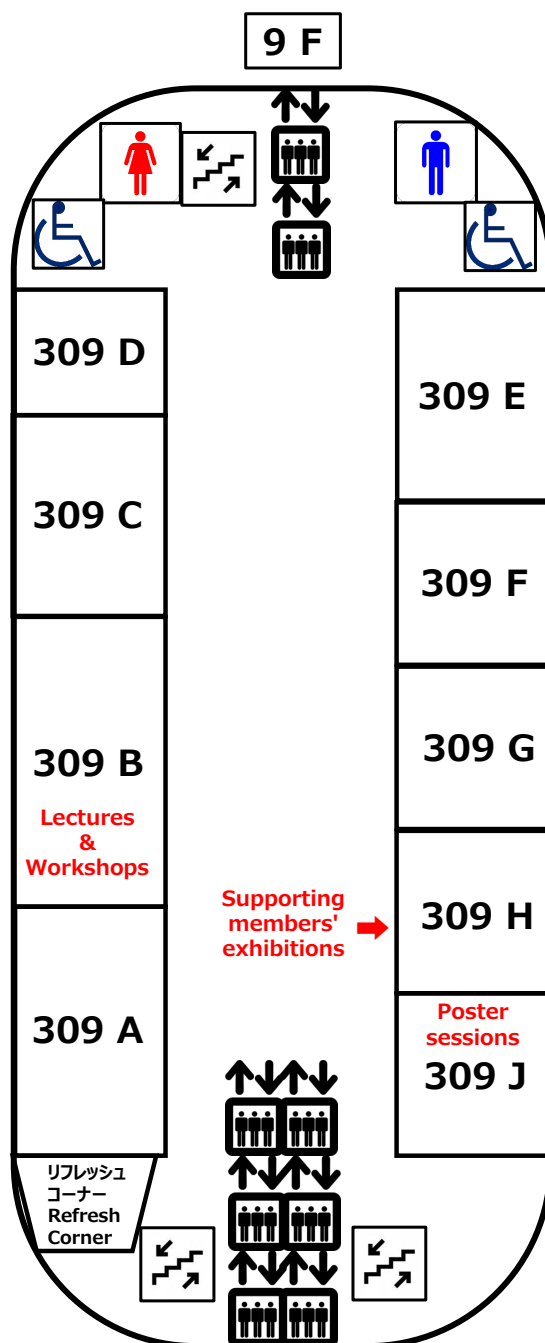 9 F
309 D
309 E
309 C
309 F
309 B
Lectures
&
Workshops
309 G
Supporting
members'
exhibitions
309 H
309 A
Poster
sessions
309 J
リフレッシュ
コーナー
Refresh
Corner